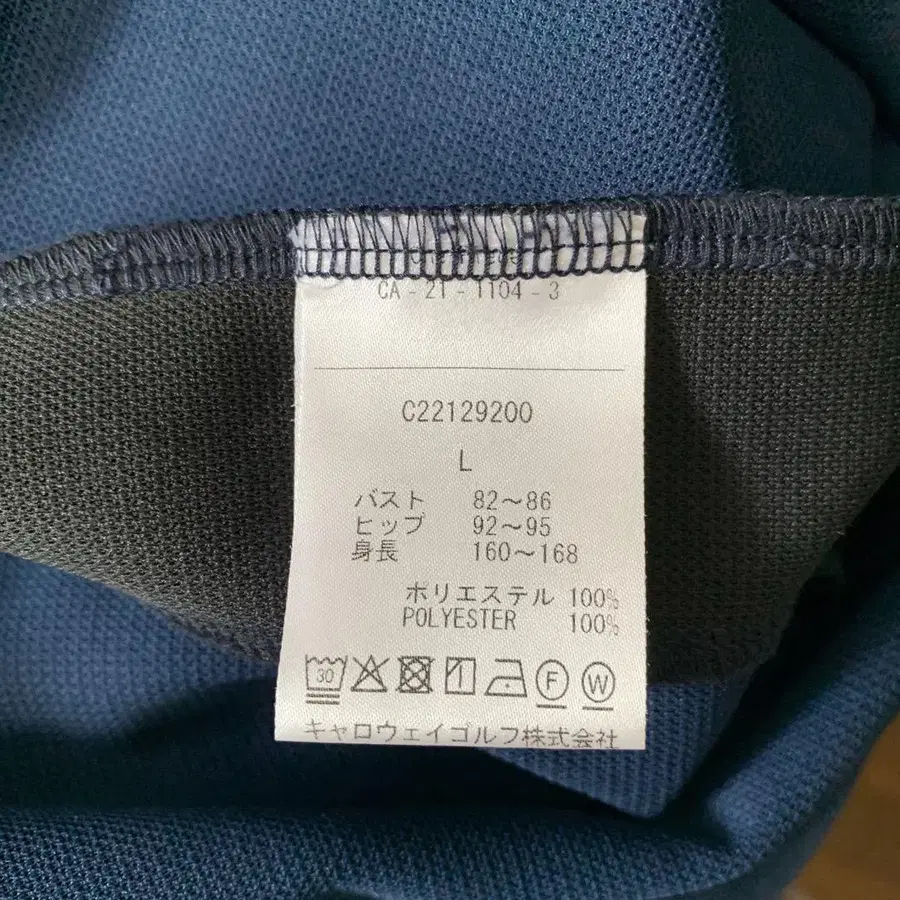 CA - 21 - 1104 - 3
C22129200
L
バスト 82～86
ヒップ 92～95
身長 160～168
ポリエステル 100%
POLYESTER 100%
30
F
W
キャロウェイゴルフ株式会社